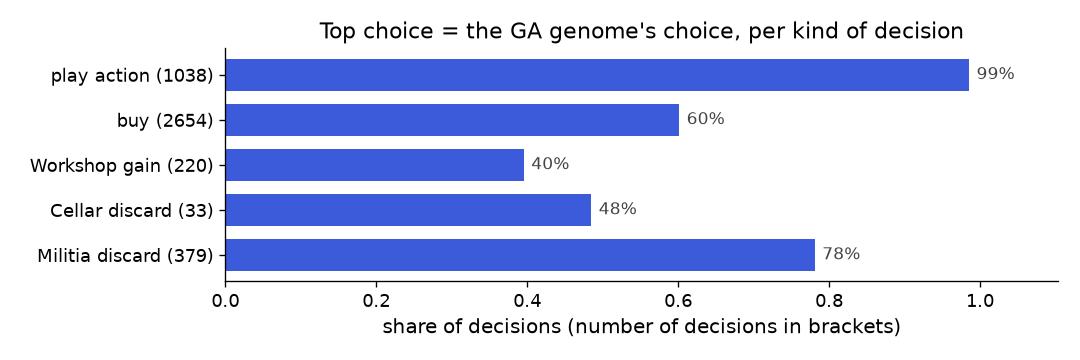 Top choice = the GA genome's choice, per kind of decision
play action (1038)
99%
buy (2654)
60%
Workshop gain (220)
40%
Cellar discard (33)
48%
Militia discard (379)
78%
0.0 0.2 0.4 0.6 0.8 1.0
share of decisions (number of decisions in brackets)